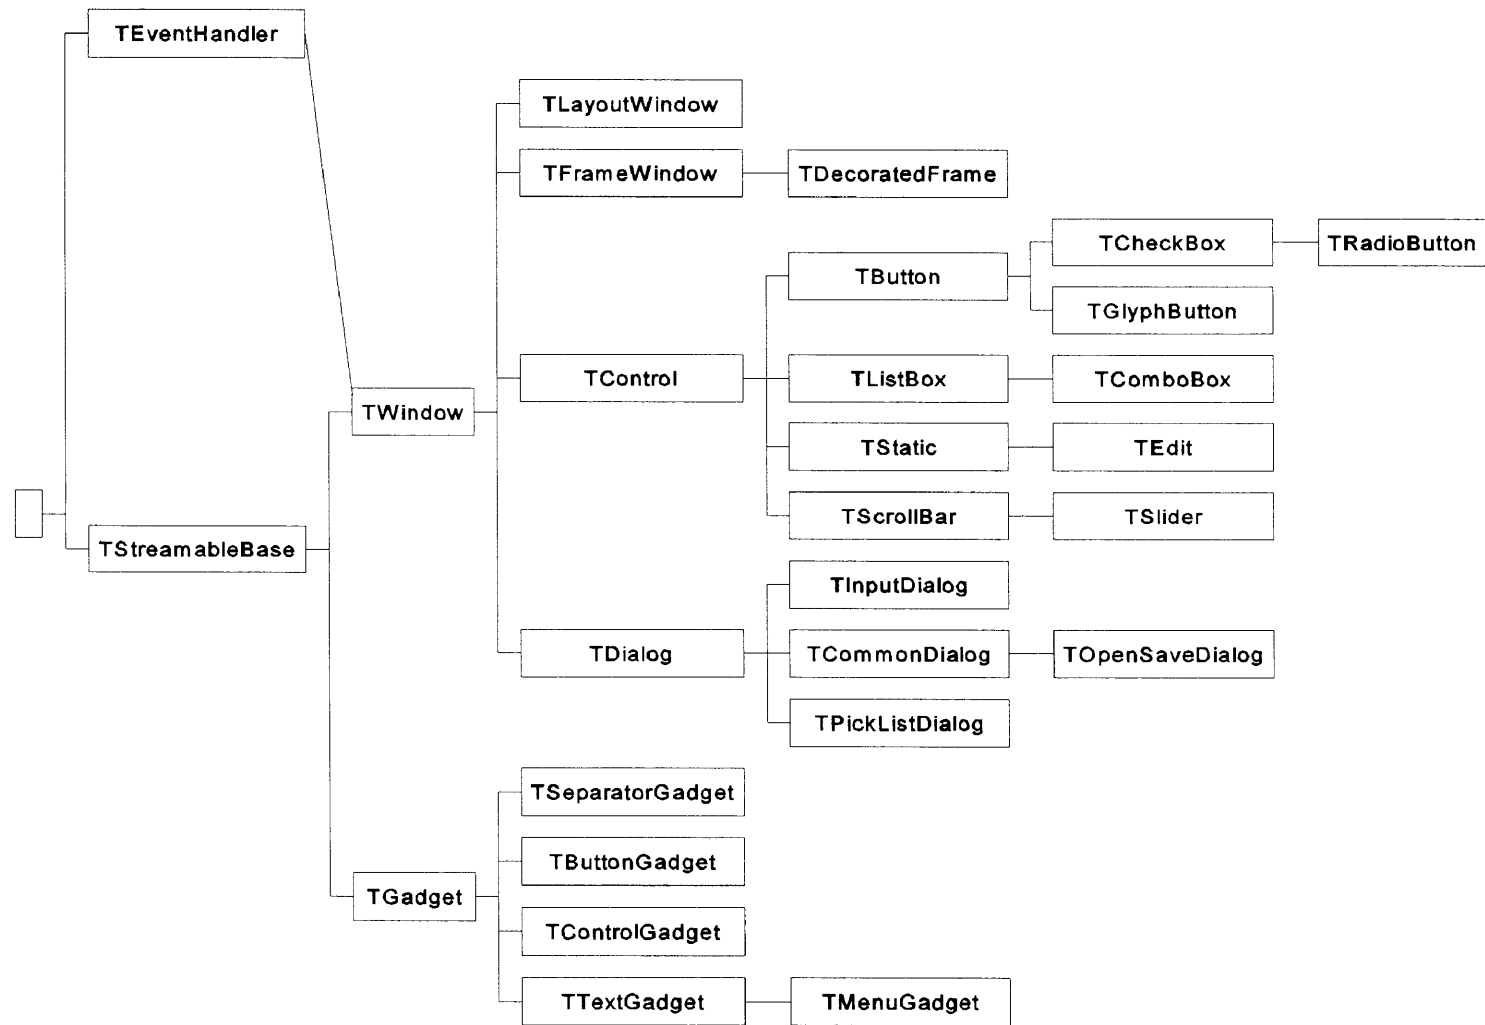 TEventHandler
TLayoutWindow
TFrameWindow
TDecoratedFrame
TCheckBox
TRadioButton
TButton
TGlyphButton
TControl
TListBox
TComboBox
TWindow
TStatic
TEdit
TScrollBar
TSlider
TStreamableBase
TInputDialog
TDialog
TCommonDialog
TOpenSaveDialog
TPickListDialog
TSeparatorGadget
TButtonGadget
TGadget
TControlGadget
TTextGadget
TMenuGadget